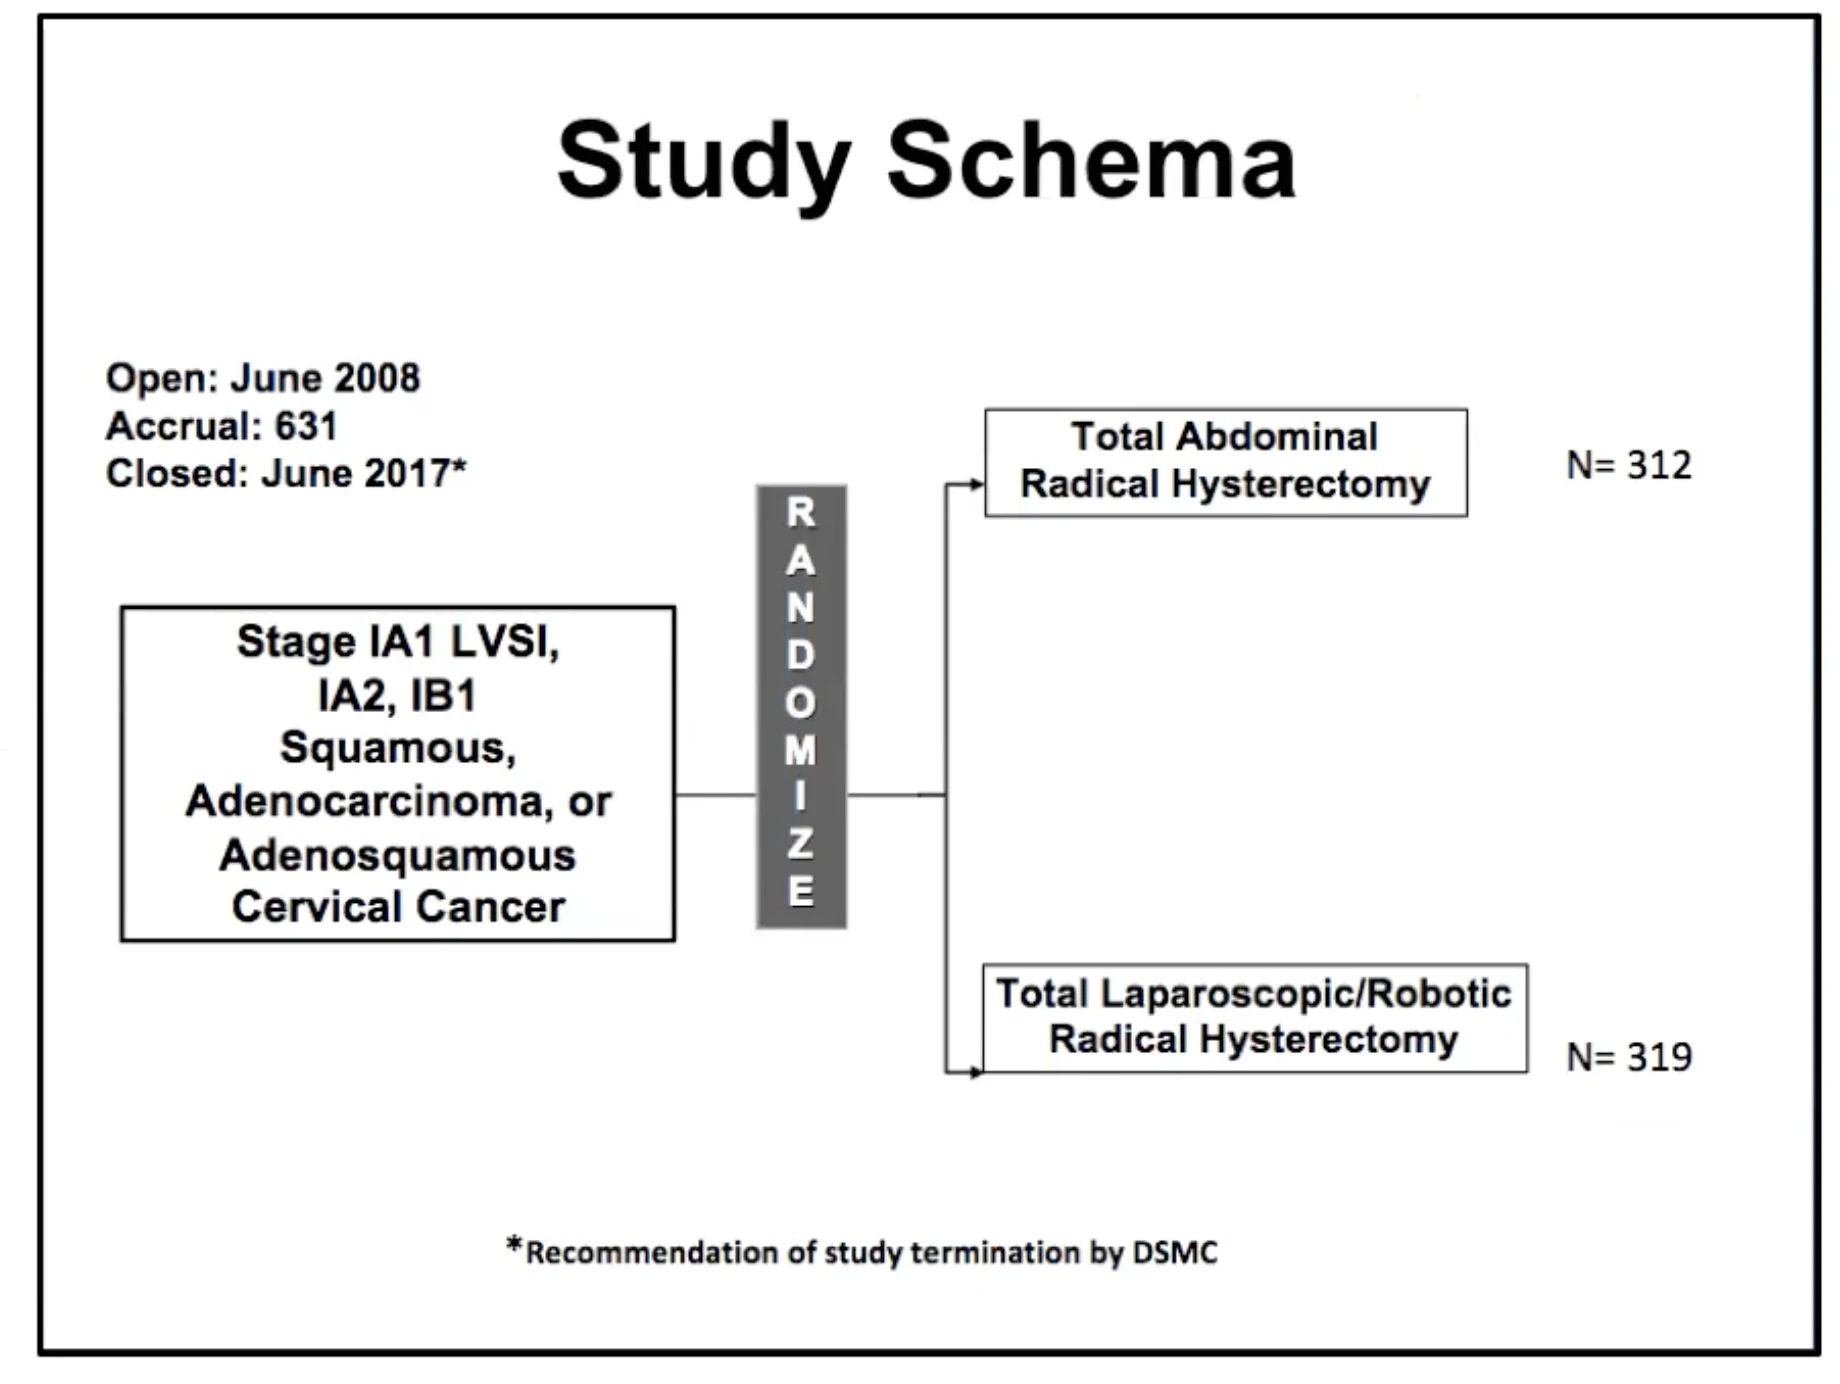 Study Schema
Open: June 2008
Accrual: 631
Closed: June 2017*
Stage IA1 LVSI,
IA2, IB1
Squamous,
Adenocarcinoma, or
Adenosquamous
Cervical Cancer
R
A
N
D
O
M
I
Z
E
Total Abdominal
Radical Hysterectomy
N= 312
Total Laparoscopic/Robotic
Radical Hysterectomy
N= 319
*Recommendation of study termination by DSMC